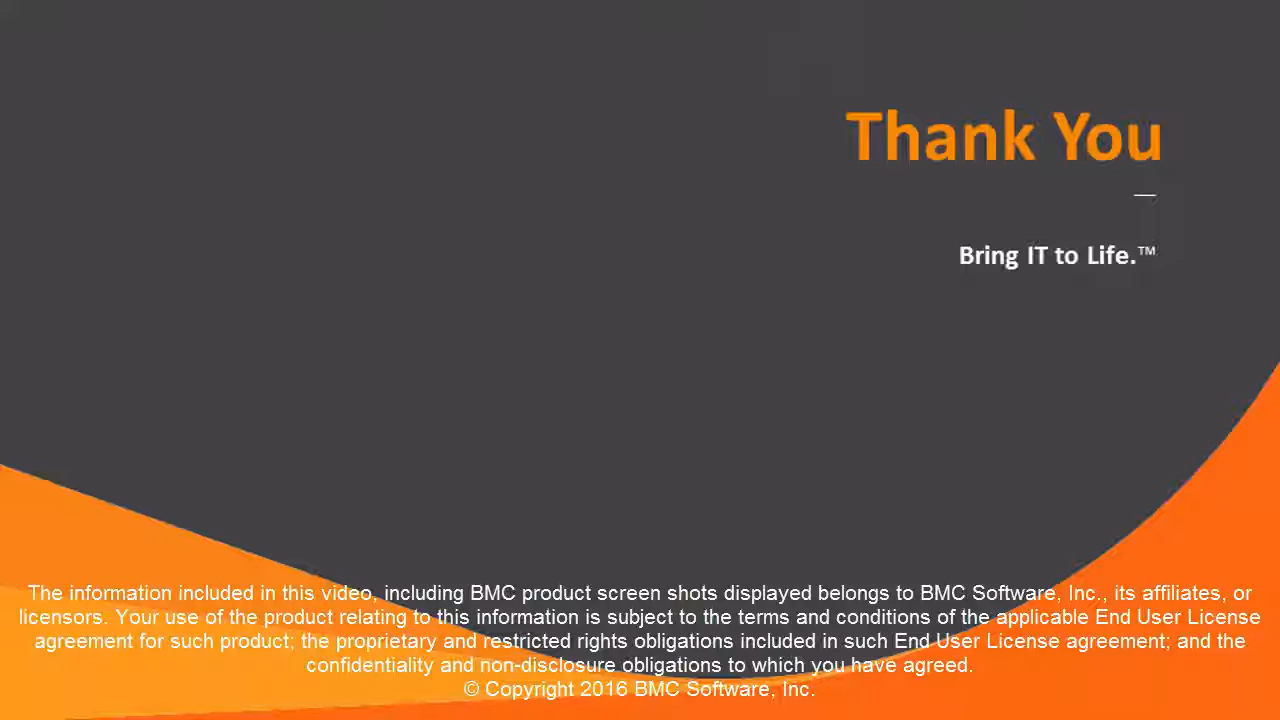 Thank You
Bring IT to Life.™
The information included in this video, including BMC product screen shots displayed belongs to BMC Software, Inc., its affiliates, or
licensors. Your use of the product relating to this information is subject to the terms and conditions of the applicable End User License
agreement for such product; the proprietary and restricted rights obligations included in such End User License agreement; and the
confidentiality and non-disclosure obligations to which you have agreed.
© Copyright 2016 BMC Software, Inc.